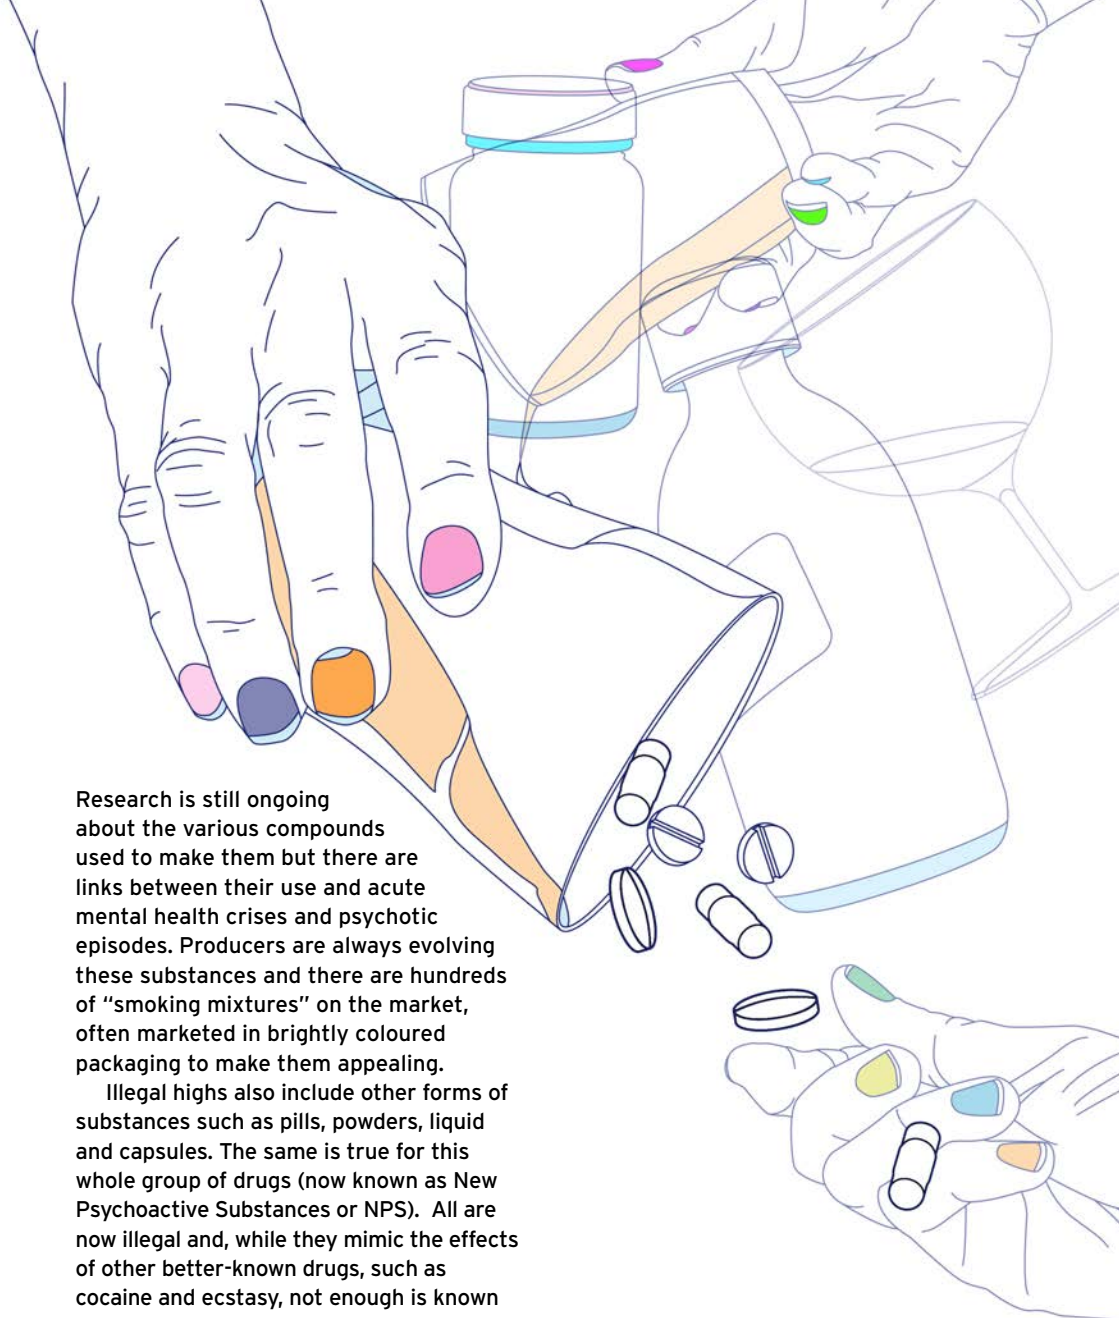 Research is still ongoing
about the various compounds
used to make them but there are
links between their use and acute
mental health crises and psychotic
episodes. Producers are always evolving
these substances and there are hundreds
of “smoking mixtures” on the market,
often marketed in brightly coloured
packaging to make them appealing.
Illegal highs also include other forms of
substances such as pills, powders, liquid
and capsules. The same is true for this
whole group of drugs (now known as New
Psychoactive Substances or NPS).  All are
now illegal and, while they mimic the effects
of other better-known drugs, such as
cocaine and ecstasy, not enough is known